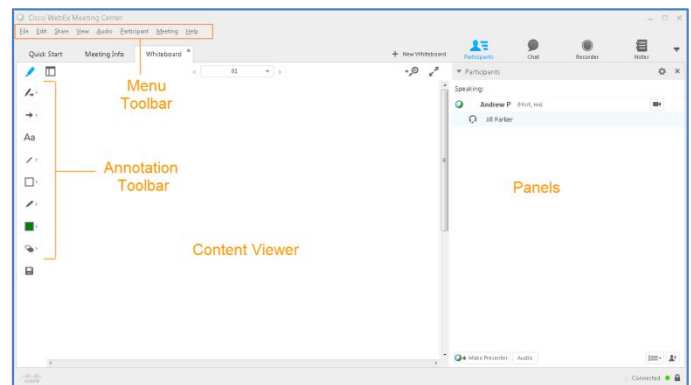 Cisco WebEx Meeting Center
File Edit Share View Audio Participant Meeting Help
Quick Start Meeting Info Whiteboard × + New Whiteboard
Participants Chat Recorder Notes
01
Participants
Menu
Toolbar
Speaking:
Andrew P (Host, me)
Jill Parker
Aa
Annotation
Toolbar
Panels
Content Viewer
Make Presenter Audio
Connected
CISCO